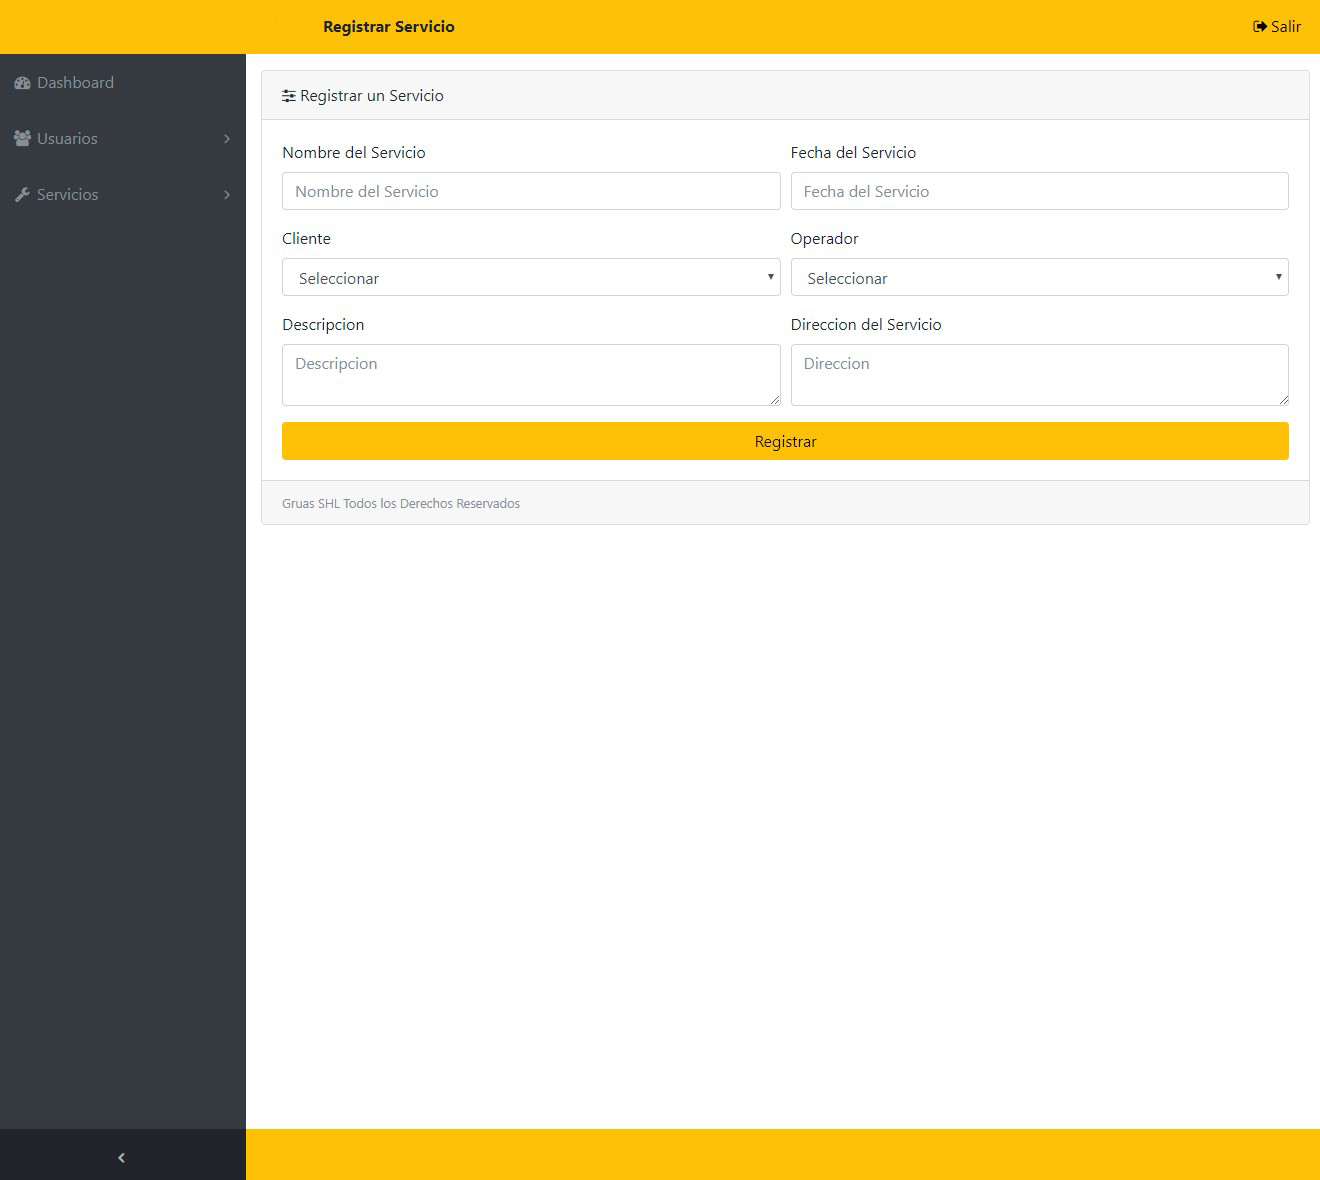 Registrar Servicio
Salir
Dashboard
Usuarios
Servicios
Registrar un Servicio
Nombre del Servicio
Fecha del Servicio
Nombre del Servicio
Fecha del Servicio
Cliente
Operador
Seleccionar
Seleccionar
Descripcion
Direccion del Servicio
Descripcion
Direccion
Registrar
Gruas SHL Todos los Derechos Reservados